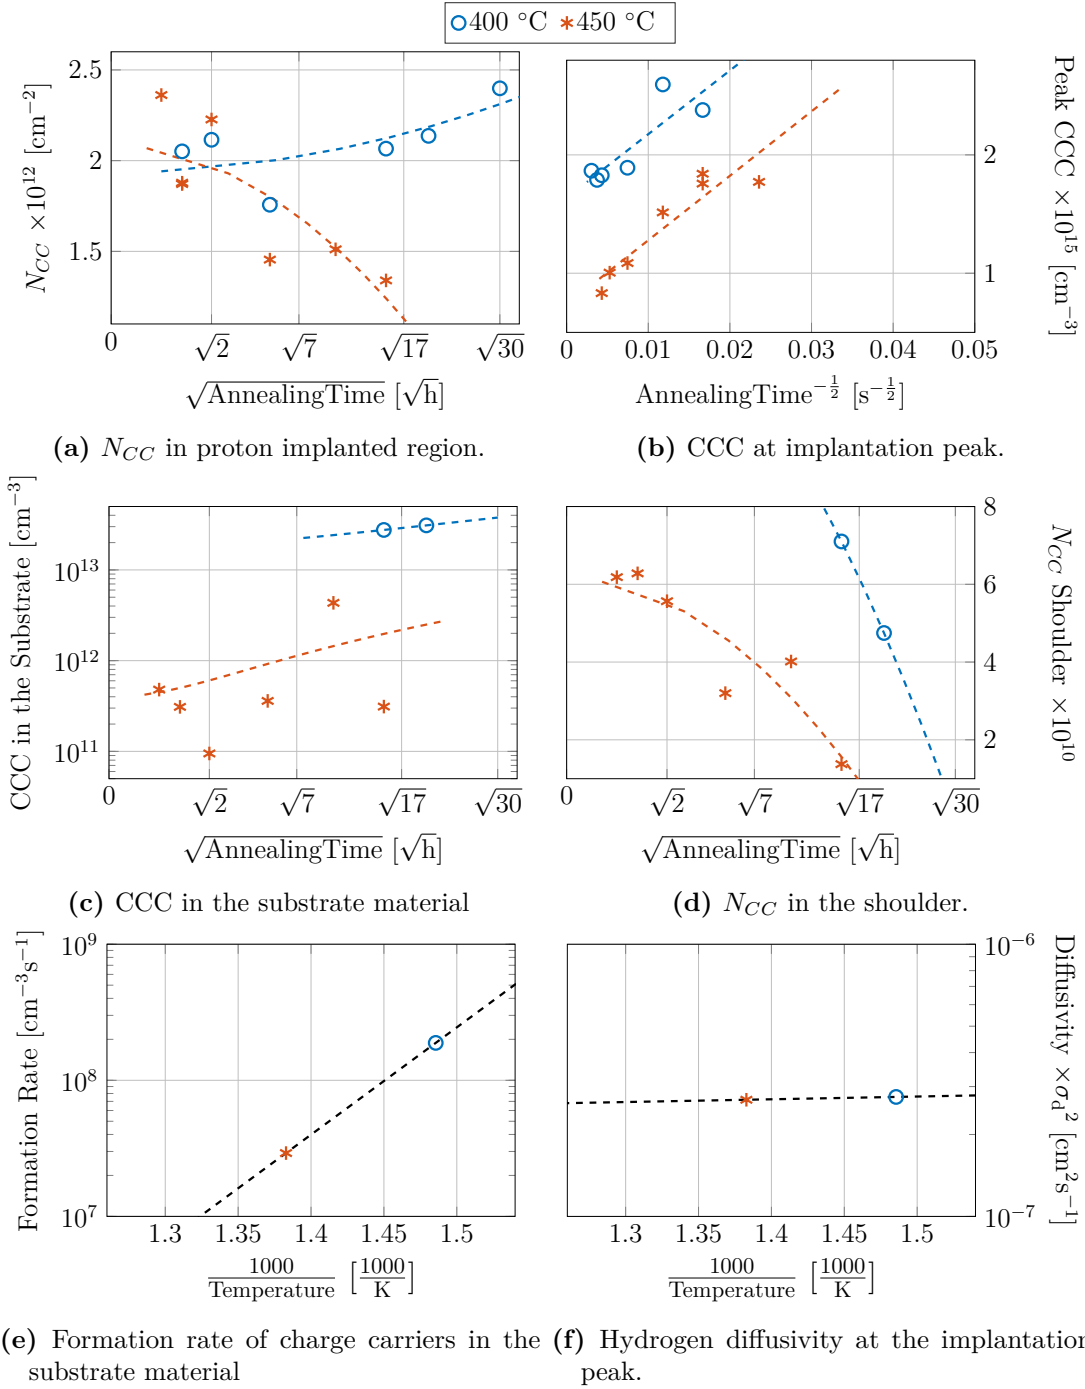 400 °C 450 °C
2.5
2
1.5
N_CC ×10^12 [cm^−2]
0 √2 √7 √17 √30
√AnnealingTime [√h]
(a) N_CC in proton implanted region.
2
1
Peak CCC ×10^15 [cm^−3]
0 0.01 0.02 0.03 0.04 0.05
AnnealingTime^−1/2 [s^−1/2]
(b) CCC at implantation peak.
10^13
10^12
10^11
CCC in the Substrate [cm^−3]
0 √2 √7 √17 √30
√AnnealingTime [√h]
(c) CCC in the substrate material
8
6
4
2
N_CC Shoulder ×10^10
0 √2 √7 √17 √30
√AnnealingTime [√h]
(d) N_CC in the shoulder.
10^9
10^8
10^7
Formation Rate [cm^−3s^−1]
1.3 1.35 1.4 1.45 1.5
1000/Temperature [1000/K]
(e) Formation rate of charge carriers in the
substrate material
10^−6
10^−7
Diffusivity ×σ_d^2 [cm^2s^−1]
1.3 1.35 1.4 1.45 1.5
1000/Temperature [1000/K]
(f) Hydrogen diffusivity at the implantation
peak.